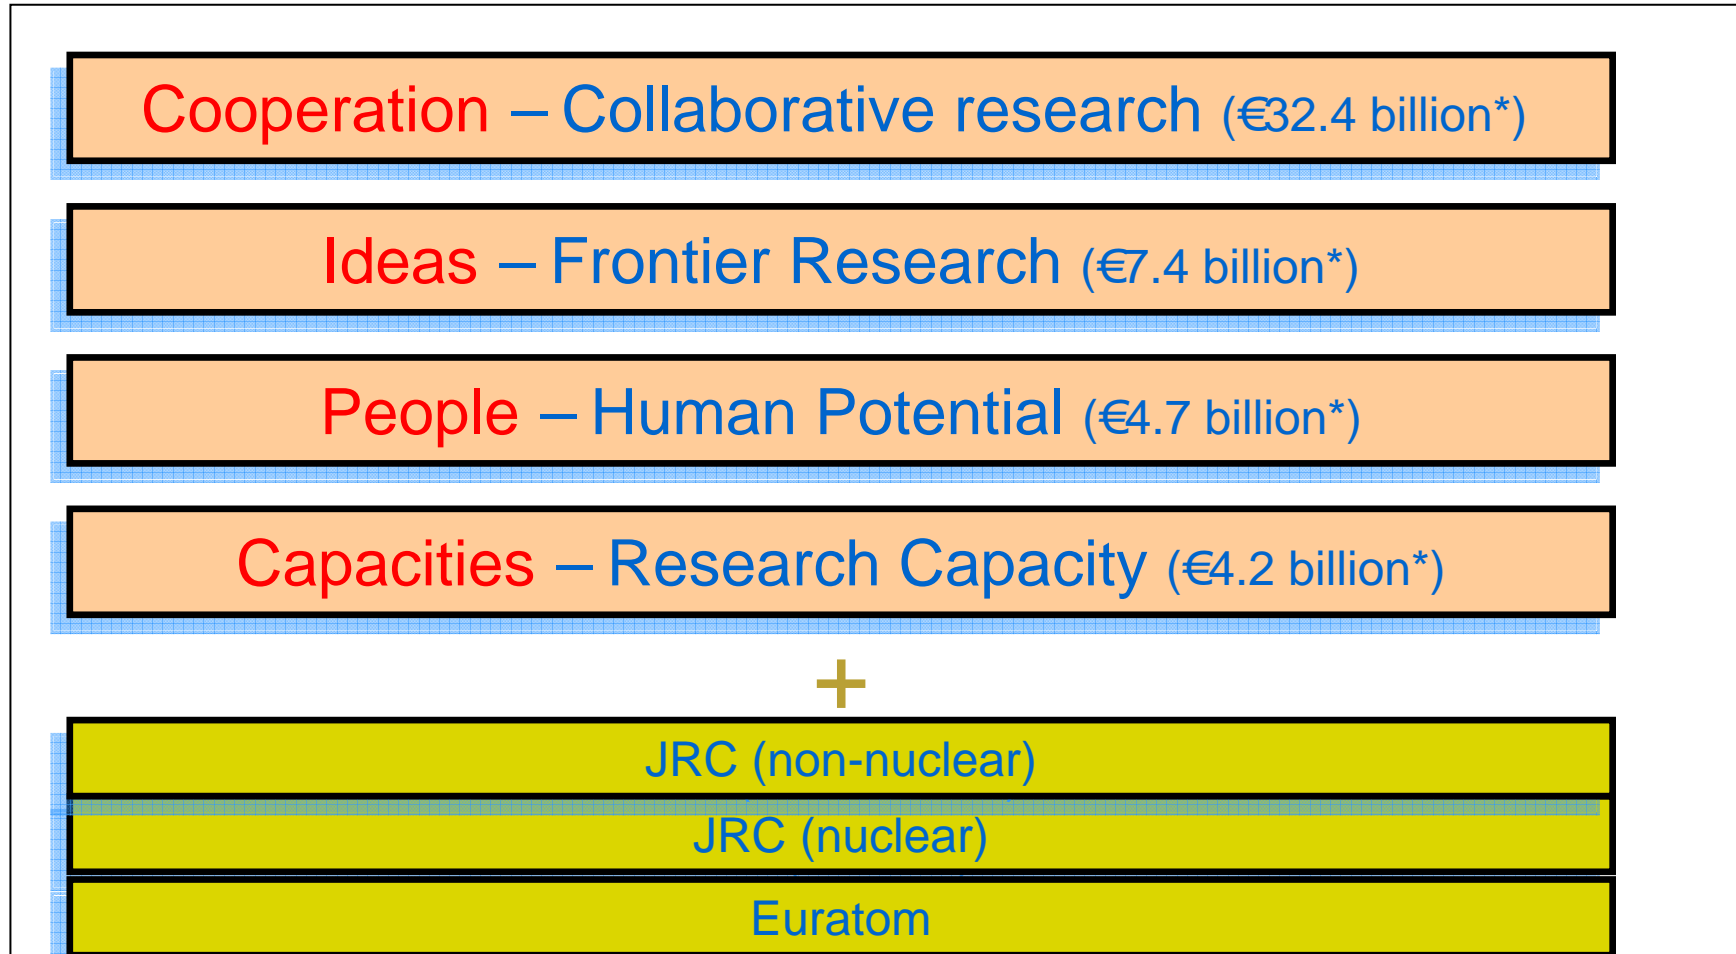 Cooperation – Collaborative research (€32.4 billion*)
Ideas – Frontier Research (€7.4 billion*)
People – Human Potential (€4.7 billion*)
Capacities – Research Capacity (€4.2 billion*)
+
JRC (non-nuclear)
JRC (nuclear)
Euratom